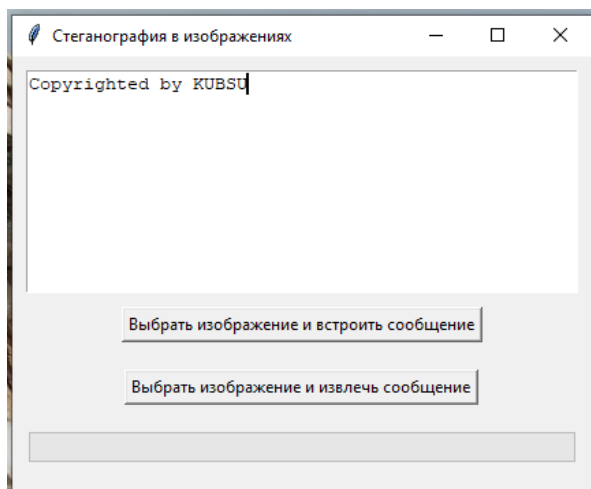 Стеганография в изображениях
Copyrighted by KUBSU
Выбрать изображение и встроить сообщение
Выбрать изображение и извлечь сообщение